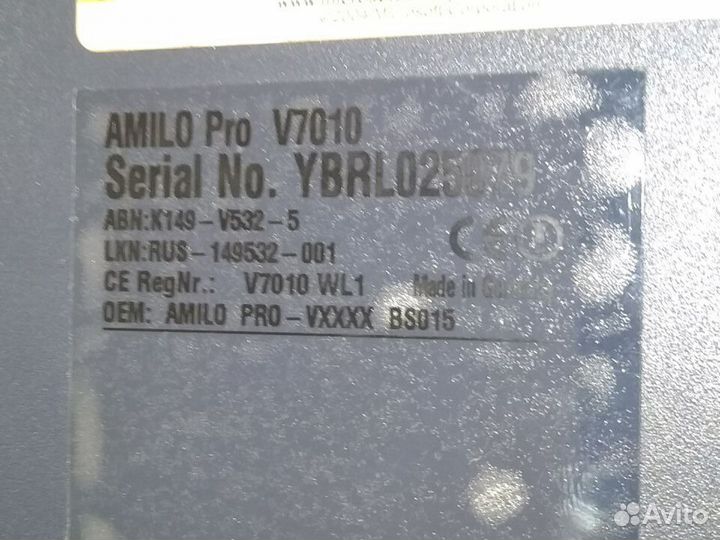 AMILO Pro V7010
Serial No.
ABN:K149-V532-5
LKN:RUS-149532-001
CE RegNr.: V7010 WL1 Made in Germany
OEM: AMILO PRO-VXXXX BS015
Avito